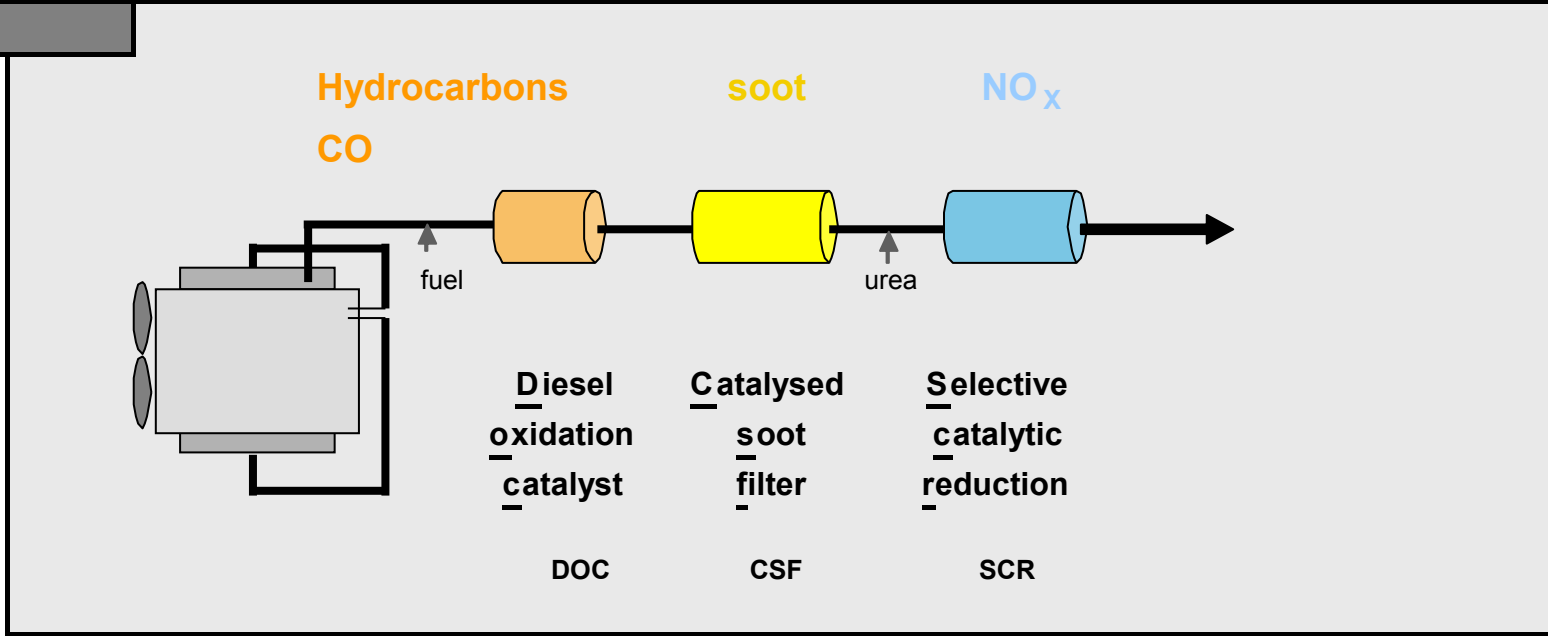 Hydrocarbons soot NOX
CO
fuel urea
Diesel Catalysed Selective
oxidation soot catalytic
catalyst filter reduction
DOC CSF SCR